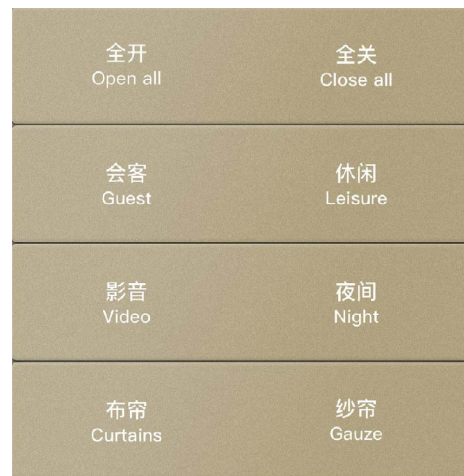 全开
Open all
全关
Close all
会客
Guest
休闲
Leisure
影音
Video
夜间
Night
布帘
Curtains
纱帘
Gauze